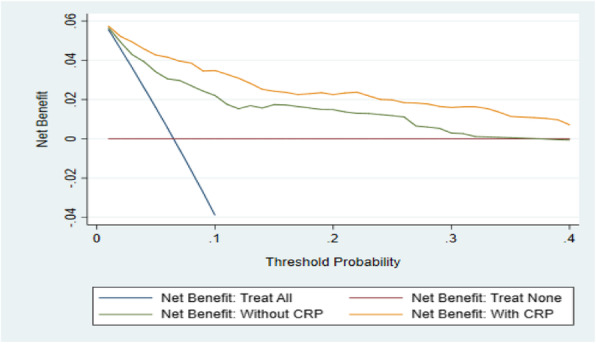 .06
.04
.02
0
-.02
-.04
Net Benefit
0 .1 .2 .3 .4
Threshold Probability
Net Benefit: Treat All Net Benefit: Treat None
Net Benefit: Without CRP Net Benefit: With CRP